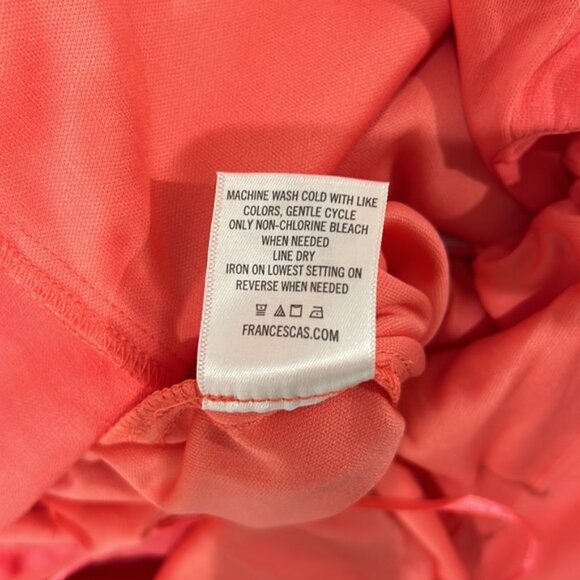 MACHINE WASH COLD WITH LIKE
COLORS, GENTLE CYCLE
ONLY NON-CHLORINE BLEACH
WHEN NEEDED
LINE DRY
IRON ON LOWEST SETTING ON
REVERSE WHEN NEEDED
FRANCESCAS.COM